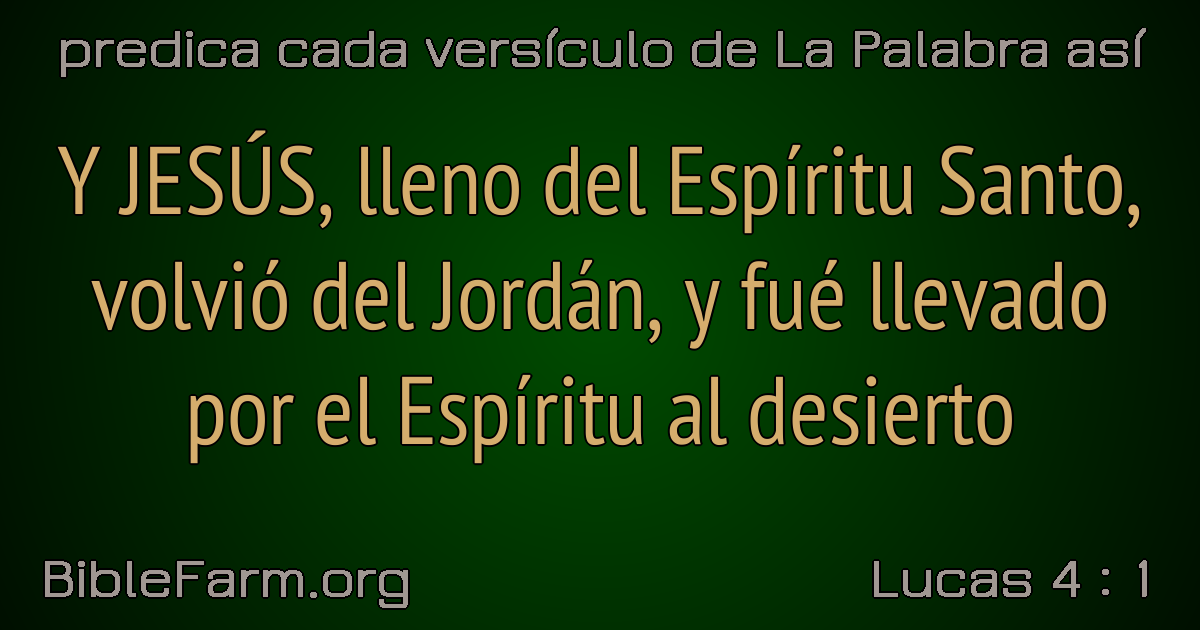 predica cada versículo de La Palabra así
Y JESÚS, lleno del Espíritu Santo,
volvió del Jordán, y fué llevado
por el Espíritu al desierto
BibleFarm.org
Lucas 4 : 1